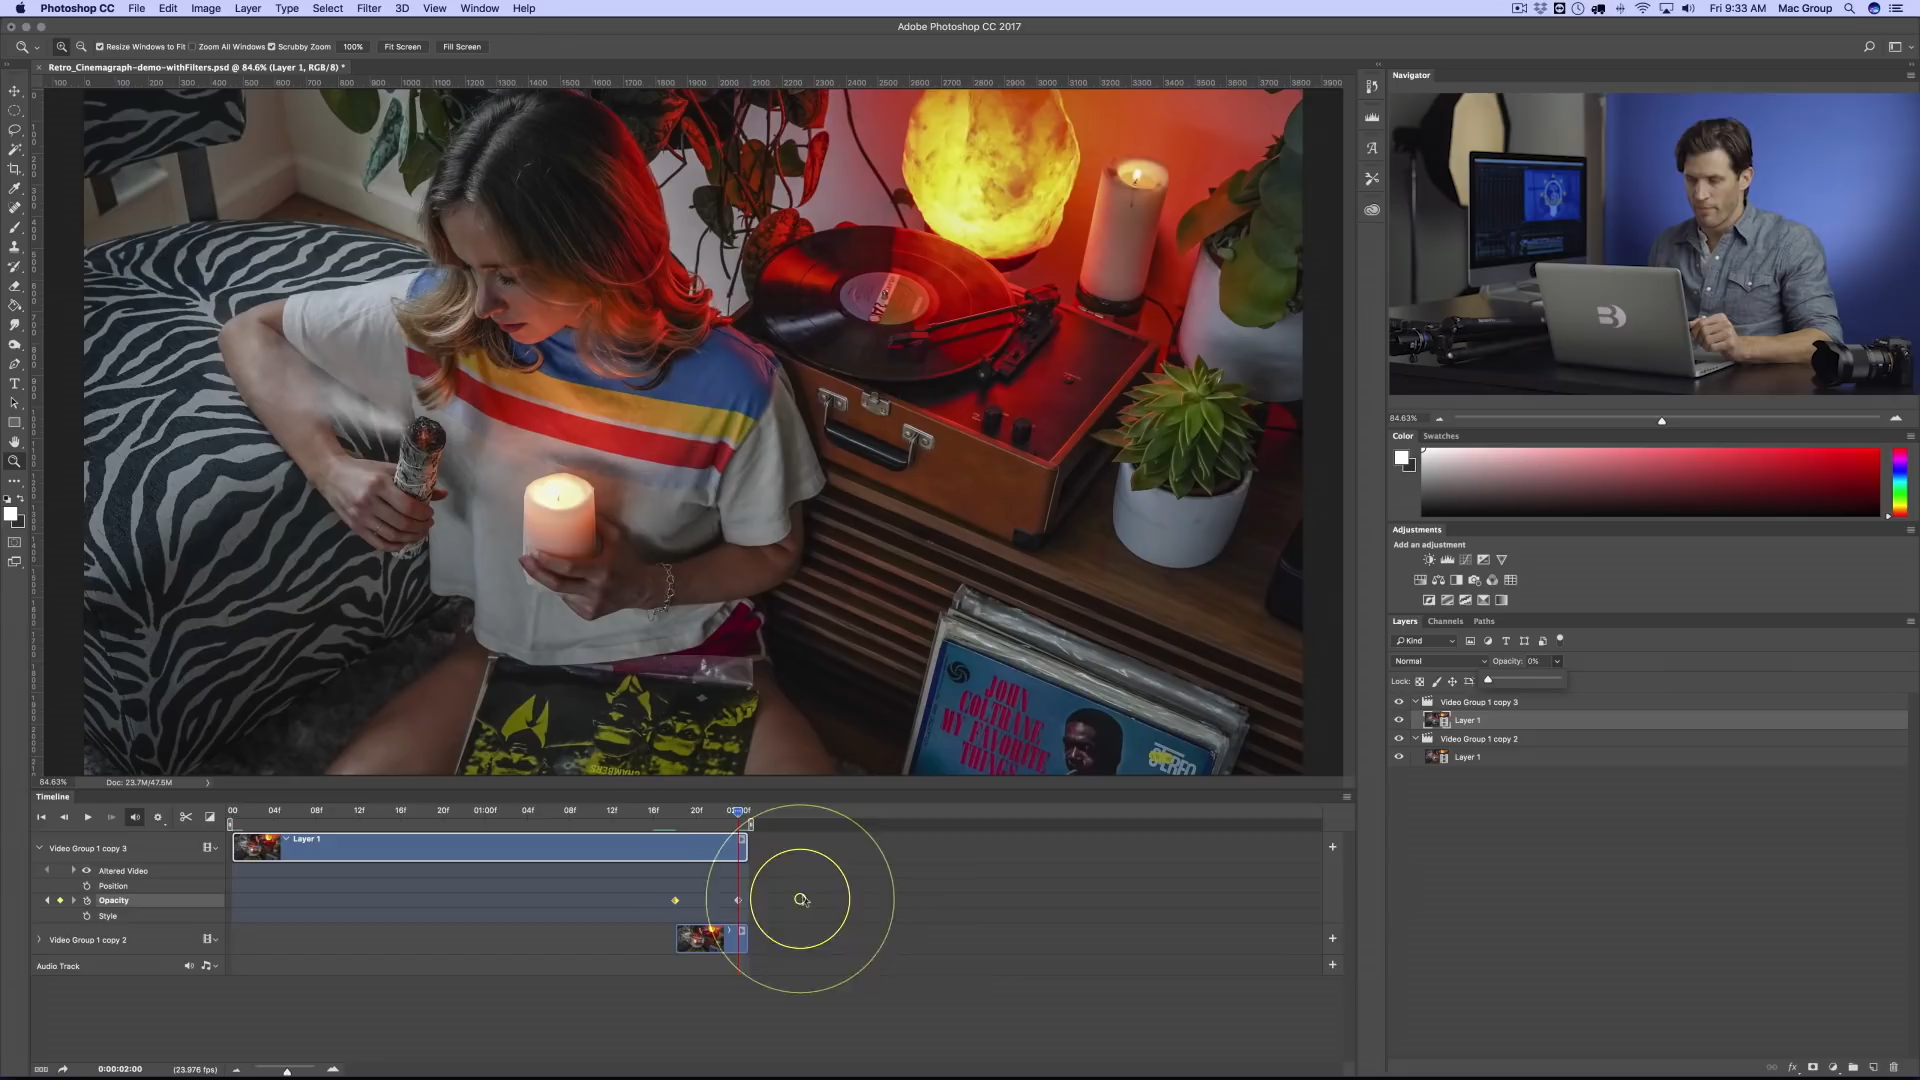 Photoshop CC File Edit Image Layer Type Select Filter 3D View Window Help Fri 9:33 AM Mac Group
Adobe Photoshop CC 2017
Resize Windows to Fit Zoom All Windows Scrubby Zoom 100% Fit Screen Fill Screen
Retro_Cinemagraph-demo-withFilters.psd @ 84.6% (Layer 1, RGB/8) *
Navigator
84.63%
Color Swatches
Adjustments
Add an adjustment
Layers Channels Paths
Kind
Normal Opacity: 0%
Lock:
Video Group 1 copy 3
Layer 1
Video Group 1 copy 2
Layer 1
JOHN
COLTRANE
MY FAVORITE
THINGS
STEREO
CHAMBERS
84.63% Doc: 23.7M/47.5M
Timeline
00 04f 08f 12f 16f 20f 01:00f 04f 08f 12f 16f 20f
Video Group 1 copy 3
Layer 1
Altered Video
Position
Opacity
Style
Video Group 1 copy 2
Audio Track
0:00:02:00 (23.976 fps)